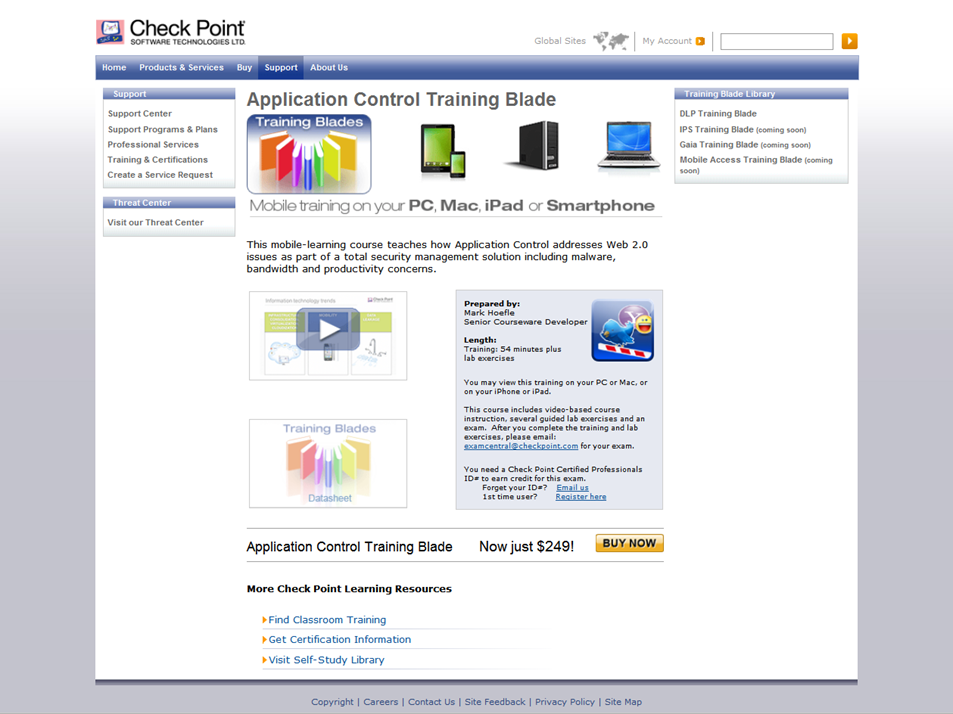 Check Point
SOFTWARE TECHNOLOGIES LTD.
Global Sites
My Account
Home
Products & Services
Buy
Support
About Us
Support
Support Center
Support Programs & Plans
Professional Services
Training & Certifications
Create a Service Request
Threat Center
Visit our Threat Center
Application Control Training Blade
Training Blades
Mobile training on your PC, Mac, iPad or Smartphone
This mobile-learning course teaches how Application Control addresses Web 2.0
issues as part of a total security management solution including malware,
bandwidth and productivity concerns.
Information technology trends
Check Point
Training Blades
Datasheet
Prepared by:
Mark Hoefle
Senior Courseware Developer
Length:
Training: 54 minutes plus
lab exercises
You may view this training on your PC or Mac, or
on your iPhone or iPad.
This course includes video-based course
instruction, several guided lab exercises and an
exam. After you complete the training and lab
exercises, please email:
examcentral@checkpoint.com for your exam.
You need a Check Point Certified Professionals
ID# to earn credit for this exam.
Forget your ID#? Email us
1st time user? Register here
Application Control Training Blade Now just $249! BUY NOW
More Check Point Learning Resources
Find Classroom Training
Get Certification Information
Visit Self-Study Library
Training Blade Library
DLP Training Blade
IPS Training Blade (coming soon)
Gaia Training Blade (coming soon)
Mobile Access Training Blade (coming
soon)
Copyright | Careers | Contact Us | Site Feedback | Privacy Policy | Site Map